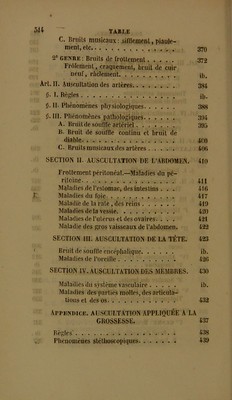 514 TABLE
C. Bruits musicaux : sifflement, piaule-
ment, etc. 370
2e GENRE : Bruits de frottement 372
Frôlement, craquement, bruit de cuir
neuf, râclement. ib.
Art. II. Auscultation des artères. 384
§. I. Règles ib.
§. II. Phénomènes physiologiques 388
§. III. Phénomènes pathologiques. 394
A. Bruit de souffle artériel 395
B. Bruit de souffle continu et bruit de
diable. 400
C. Bruits musicaux des artères 406
SECTION II. AUSCULTATION DE L'ABDOMEN. 410
Frottement péritonéal.—Maladies du pé-
ritoine 411
Maladies de l'estomac, des intestins 416
Maladies du foie 417
Maladie de la rate, des reins 419
Maladies de la vessie. 420
Maladies de l'utérus et des ovaires 421
Maladie des gros vaisseaux de l'abdomen. 422
SECTION III. AUSCULTATION DE LA TÊTE. 423
Bruit de souffle encéphalique. ib.
Maladies de l'oreille 426
SECTION IV. AUSCULTATION DES MEMBRES. 430
Maladies du système vasculaire ib.
Maladies des parties molles, des articula-
tions et des os. 432
APPENDICE. AUSCULTATION APPLIQUÉE A LA
GROSSESSE. 437
Règles 438
Phénomènes stéthoscopiques. 439